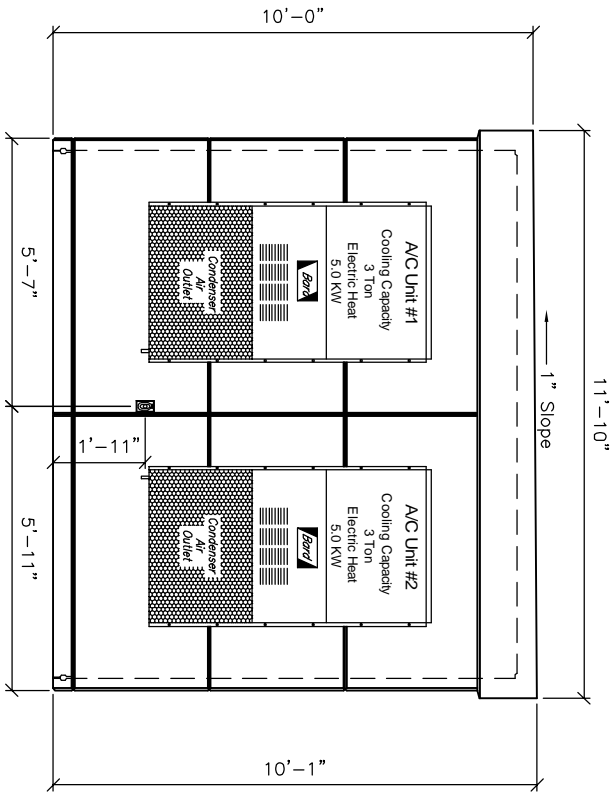 11'-10"
1" Slope
10'-0"
10'-1"
A/C Unit #1
Cooling Capacity
3 Ton
Electric Heat
5.0 KW
Bard
Condenser
Air
Outlet
A/C Unit #2
Cooling Capacity
3 Ton
Electric Heat
5.0 KW
Bard
Condenser
Air
Outlet
1'-11"
5'-7"
5'-11"